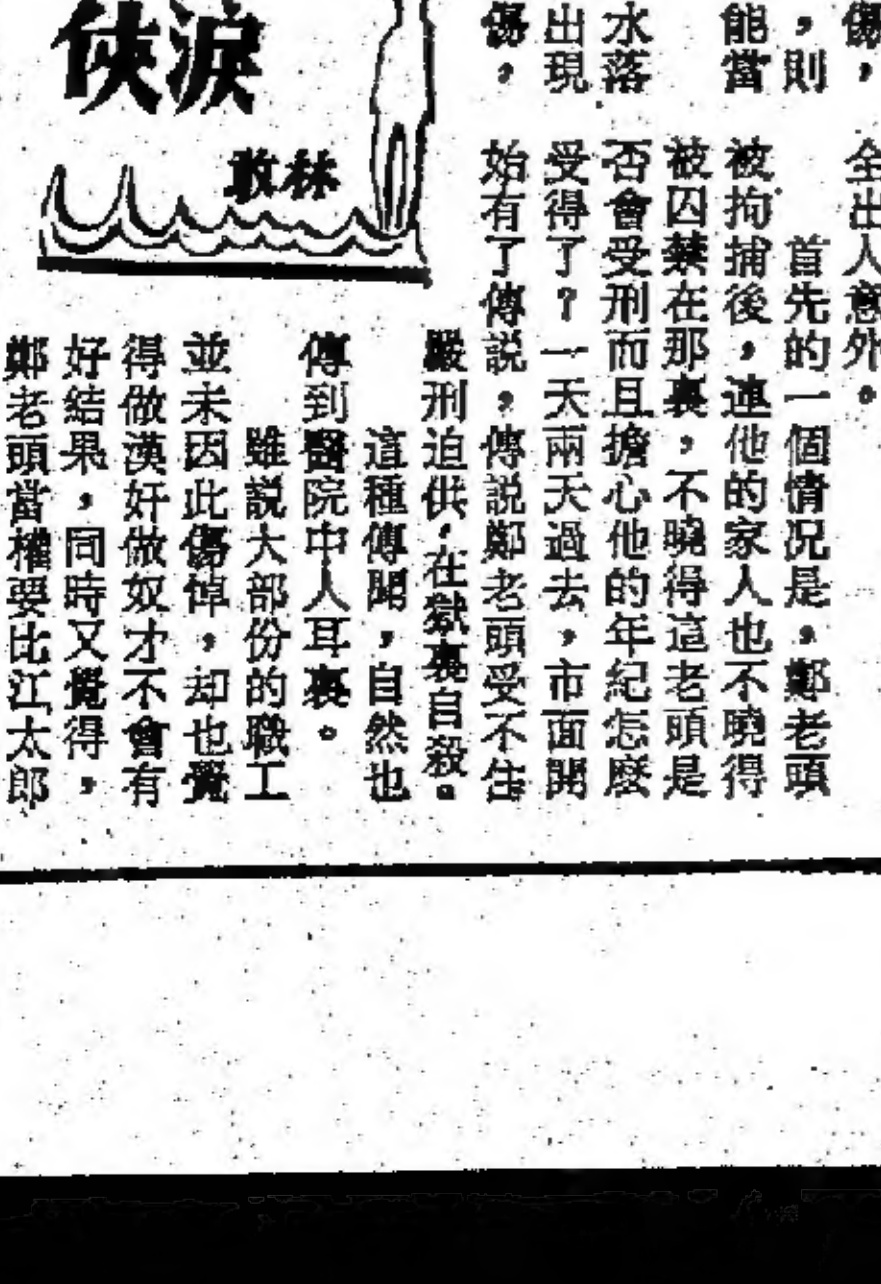 傷，
，則
能當
水落
出現
傷，
全出人意外。
首先的一個情况是，鄭老頭
被拘捕後，連他的家人也不曉得
被囚禁在那裏，不曉得這老頭是
否會受刑而且擔心他的年紀怎麽
受得了？一天兩天過去，市面開
始有了傳説，傳説鄭老頭受不住
嚴刑迫供，在獄裏自殺。
這種傳聞，自然也
傳到醫院中人耳裏。
雖説大部份的職工
並未因此傷悼，却也覺
得做漢奸做奴才不會有
好結果，同時又覺得，
鄭老頭當權要比江太郎
淚
俠
林